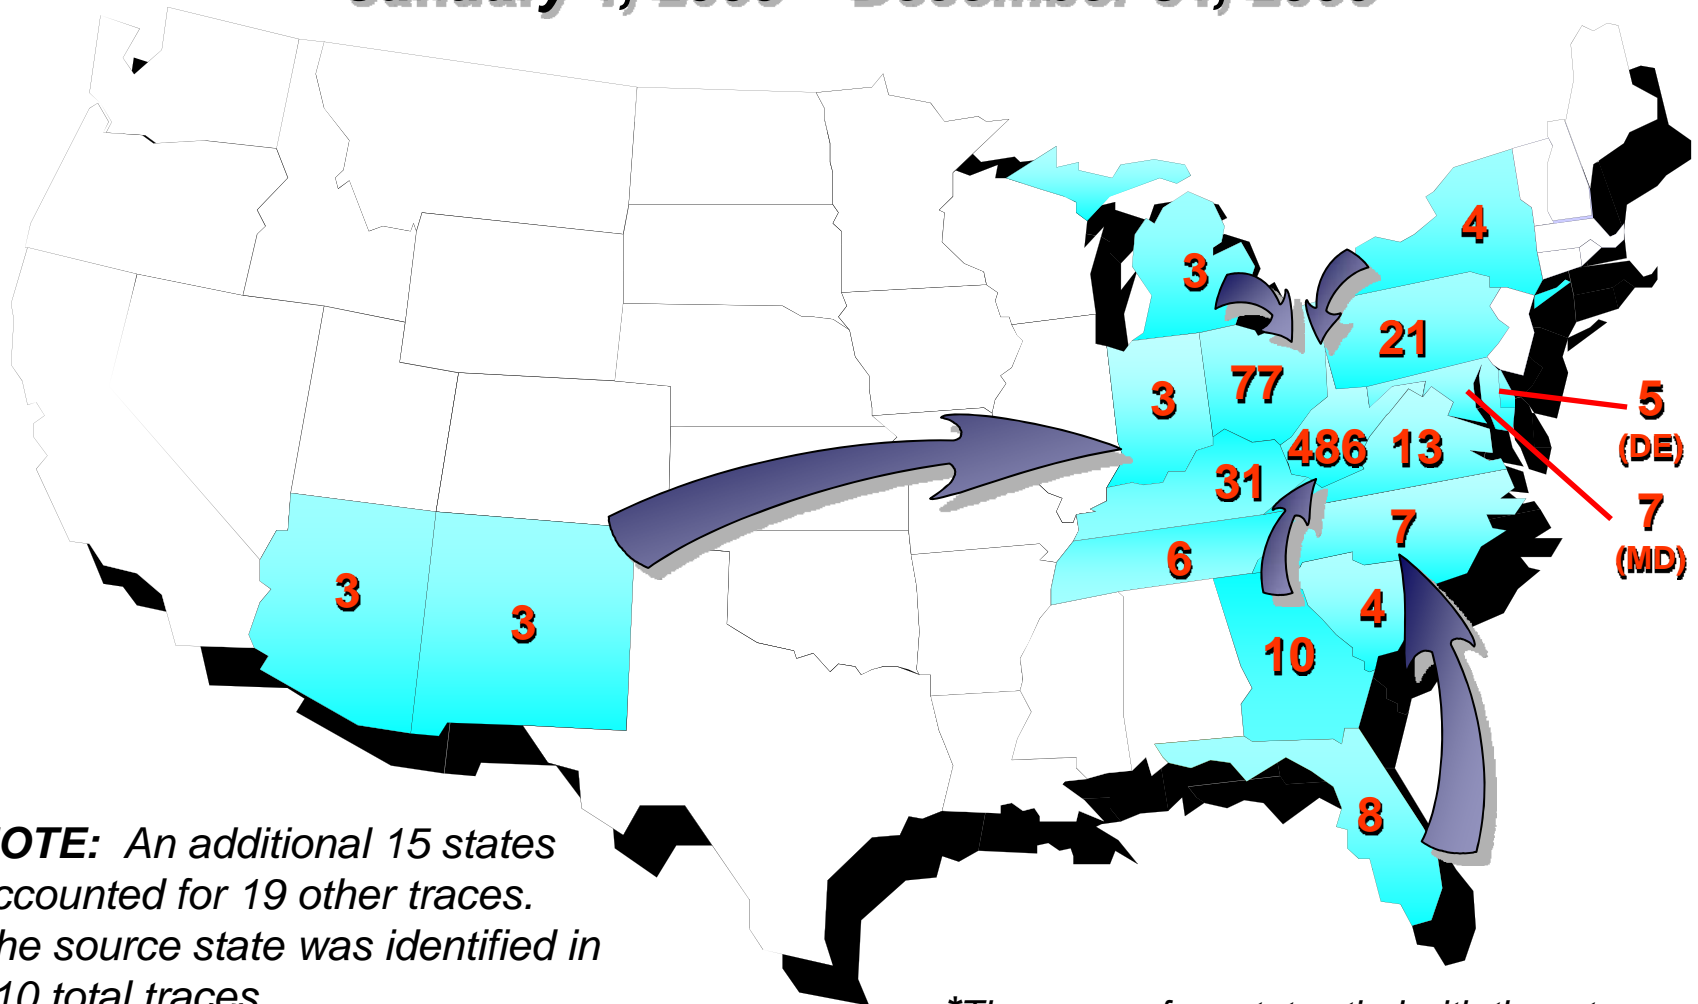 4
3
21
77
3
5
(DE)
486
13
31
7
(MD)
7
6
3
3
4
10
8
OTE: An additional 15 states
ccounted for 19 other traces.
he source state was identified in
10 total traces